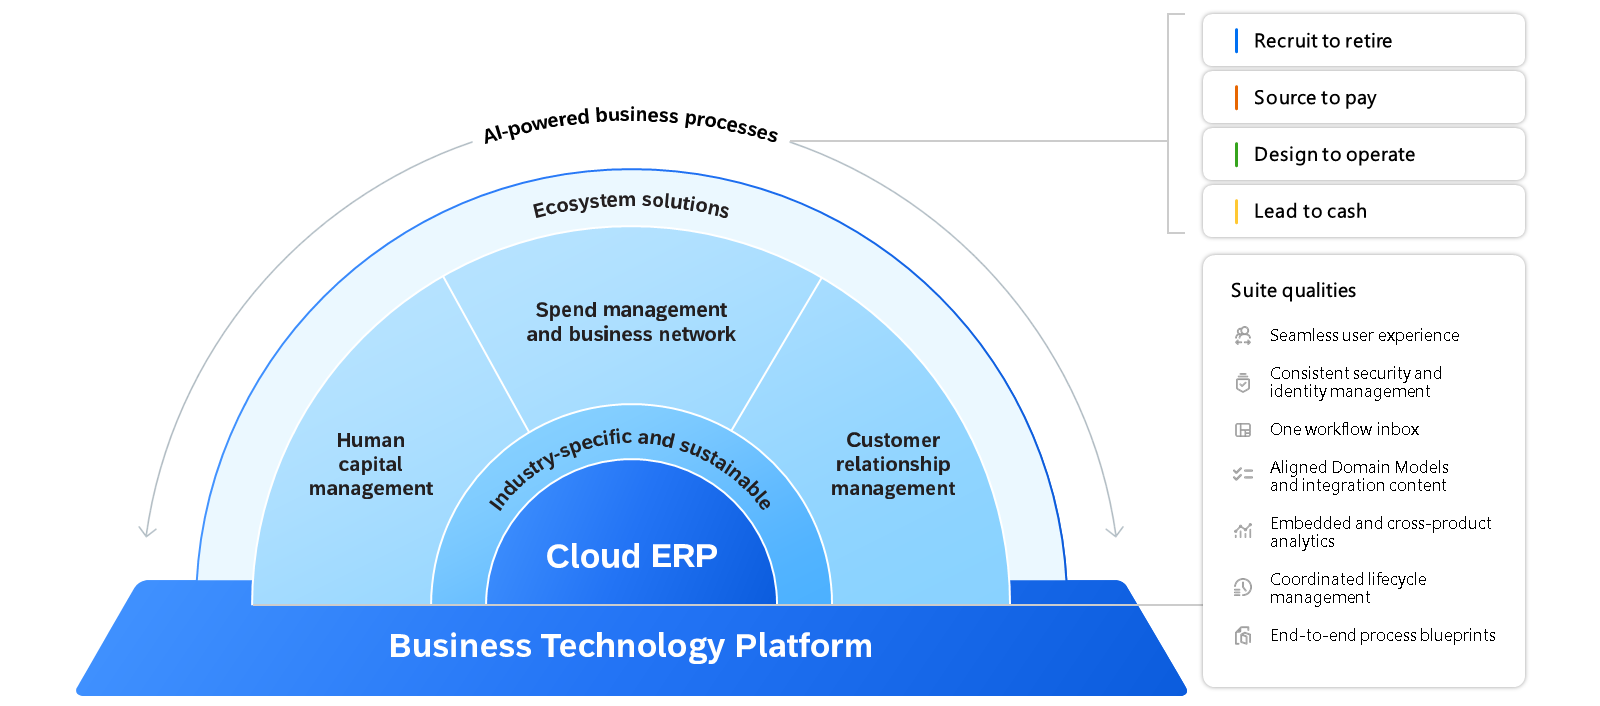 AI-powered business processes
Ecosystem solutions
Spend management
and business network
Human
capital
management
Industry-specific and sustainable
Customer
relationship
management
Cloud ERP
Business Technology Platform
Recruit to retire
Source to pay
Design to operate
Lead to cash
Suite qualities
Seamless user experience
Consistent security and
identity management
One workflow inbox
Aligned Domain Models
and integration content
Embedded and cross-product
analytics
Coordinated lifecycle
management
End-to-end process blueprints